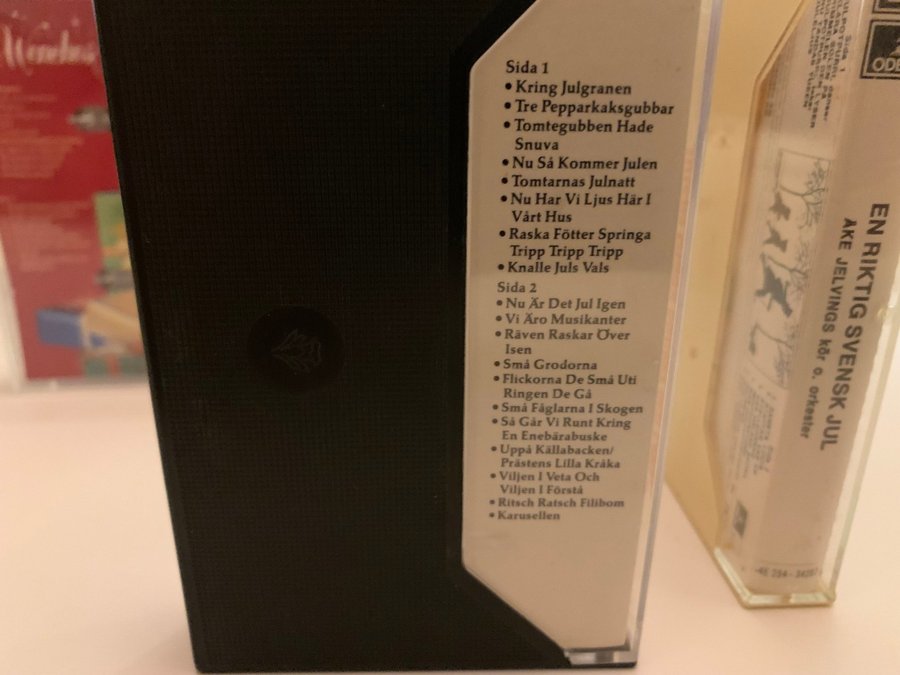 Sida 1
• Kring Julgranen
• Tre Pepparkaksgubbar
• Tomtegubben Hade
Snuva
• Nu Så Kommer Julen
• Tomtarnas Julnatt
• Nu Har Vi Ljus Här I
Vårt Hus
• Raska Fötter Springa
Tripp Tripp Tripp
• Knalle Juls Vals
Sida 2
• Nu Är Det Jul Igen
• Vi Äro Musikanter
• Räven Raskar Över
Isen
• Små Grodorna
• Flickorna De Små Uti
Ringen De Gå
• Små Fåglarna I Skogen
• Så Går Vi Runt Kring
En Enebärabuske
• Uppå Källabacken/
Prästens Lilla Kråka
• Viljen I Veta Och
Viljen I Förstå
• Ritsch Ratsch Filibom
• Karusellen
EN RIKTIG SVENSK JUL
ÅKE JELVINGS kör o. orkester